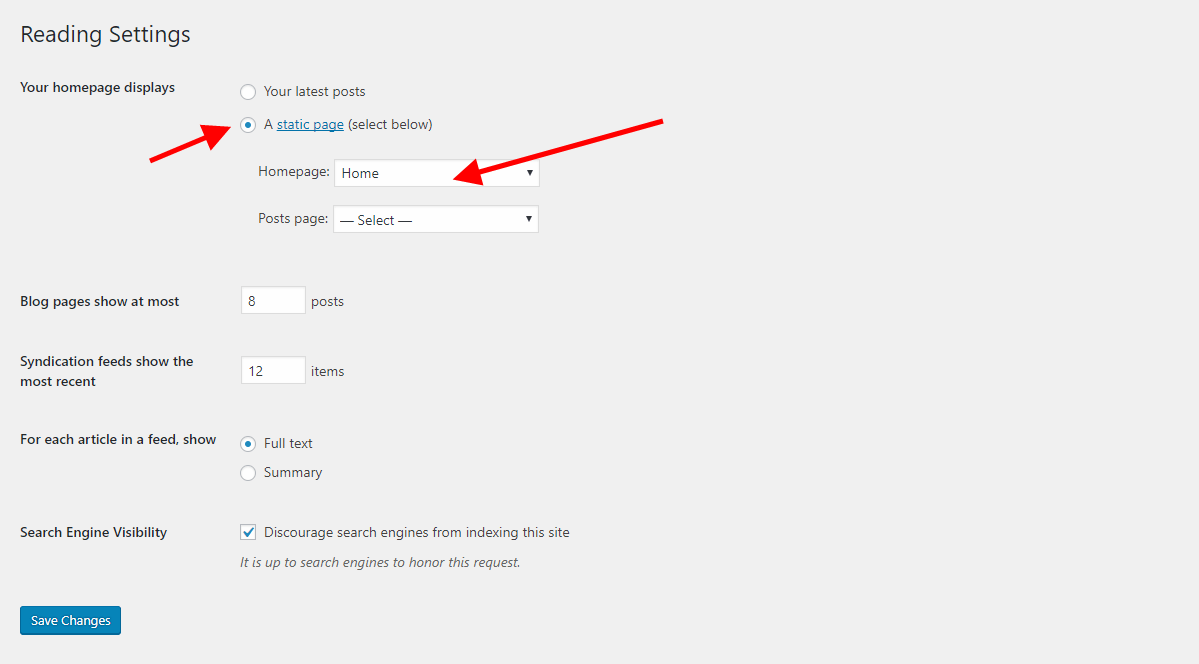 Reading Settings
Your homepage displays
Your latest posts
A static page (select below)
Homepage: Home
Posts page: — Select —
Blog pages show at most 8 posts
Syndication feeds show the
most recent
12 items
For each article in a feed, show
Full text
Summary
Search Engine Visibility
Discourage search engines from indexing this site
It is up to search engines to honor this request.
Save Changes